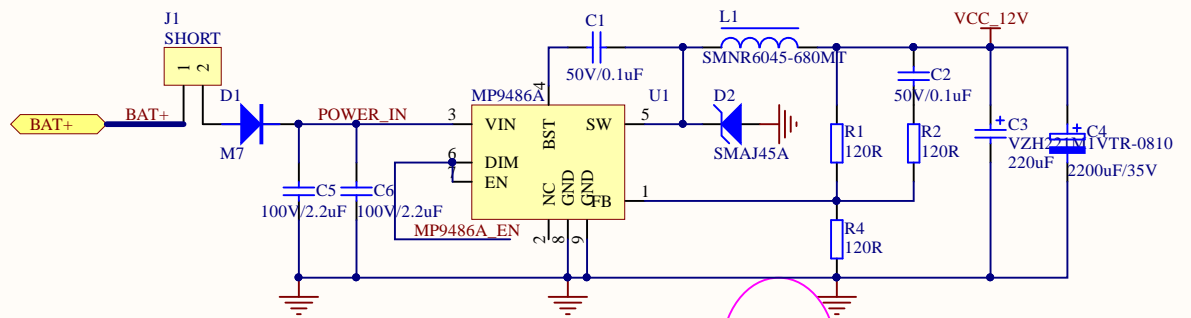 J1
SHORT
1
2
BAT+
BAT+
D1
M7
POWER_IN
C5
100V/2.2uF
C6
100V/2.2uF
MP9486A_EN
MP9486A
U1
3
VIN
6
DIM
7
EN
4
BST
SW
5
FB
1
NC
GND
GND
2
8
9
C1
50V/0.1uF
L1
SMNR6045-680MT
D2
SMAJ45A
VCC_12V
C2
50V/0.1uF
R1
120R
R2
120R
R4
120R
C3
VZH221M1VTR-0810
220uF
C4
2200uF/35V